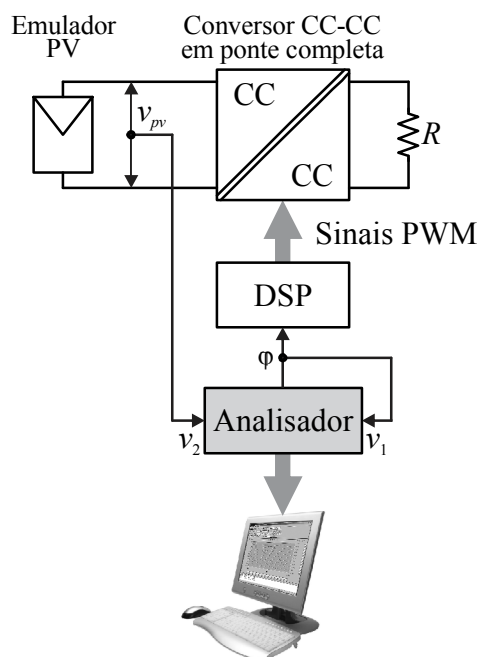 Emulador
PV
Conversor CC-CC
em ponte completa
CC
CC
v_pv
R
Sinais PWM
DSP
φ
Analisador
v_2
v_1